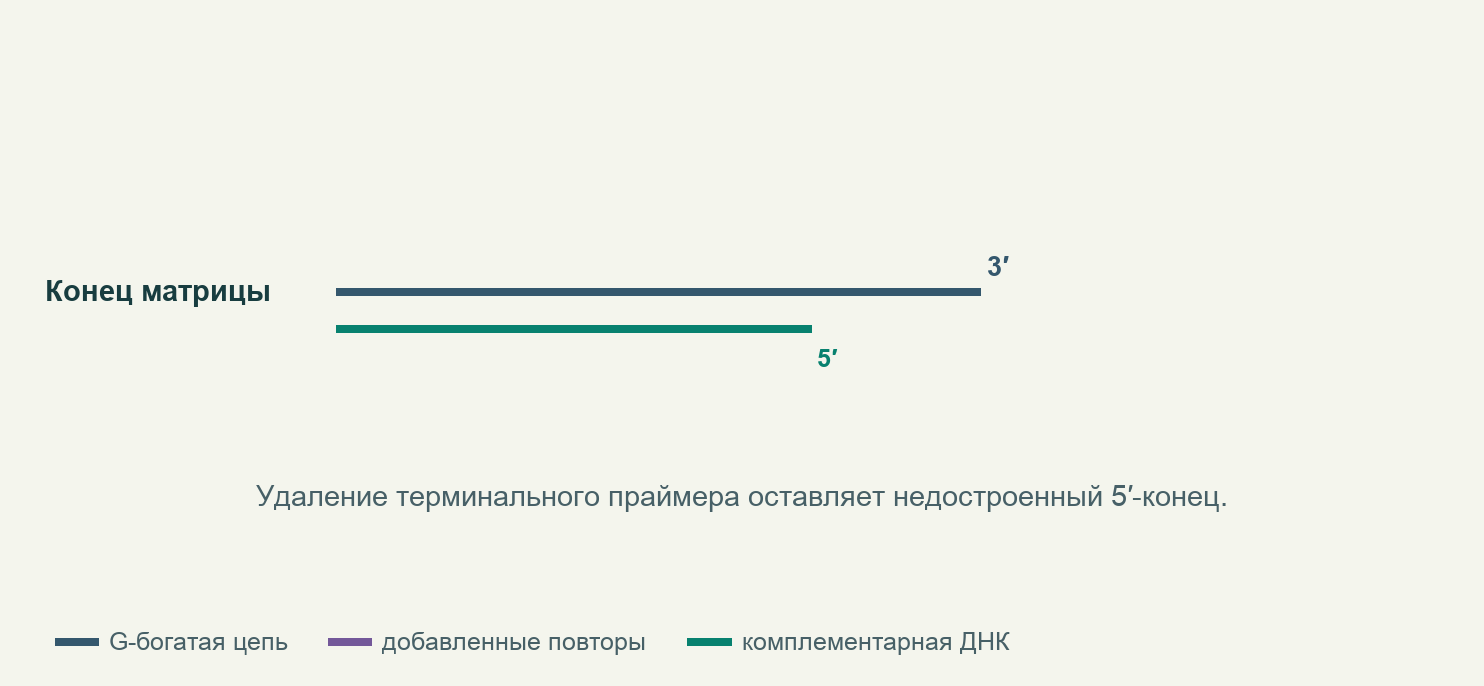 3′
Конец матрицы
5′
Удаление терминального праймера оставляет недостроенный 5′-конец.
G-богатая цепь
добавленные повторы
комплементарная ДНК